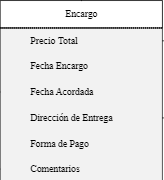 Encargo
Precio Total
Fecha Encargo
Fecha Acordada
Dirección de Entrega
Forma de Pago
Comentarios